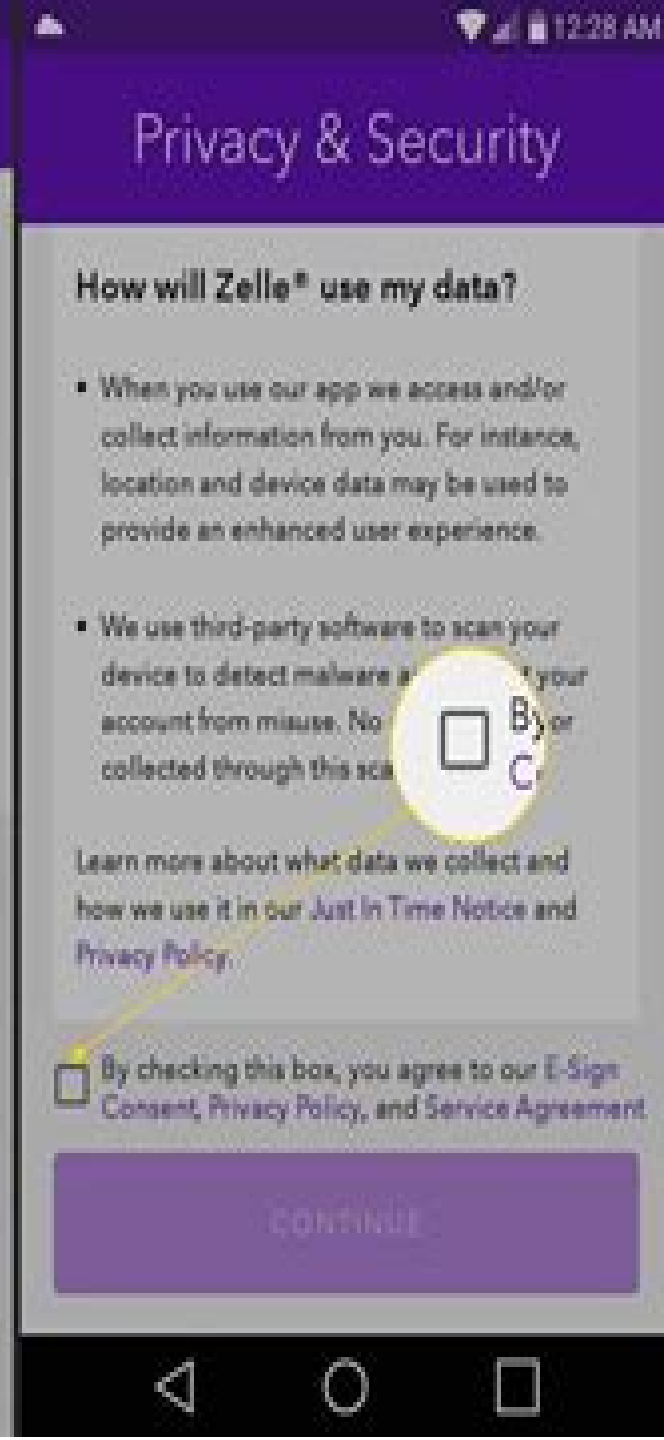 12:28 AM
Privacy & Security
How will Zelle® use my data?
▪ When you use our app we access and/or
collect information from you. For instance,
location and device data may be used to
provide an enhanced user experience.
▪ We use third-party software to scan your
device to detect malware your
account from misuse. No or
collected through this
By
C
Learn more about what data we collect and
how we use it in our Just In Time Notice and
Privacy Policy.
By checking this box, you agree to our E-Sign
Consent, Privacy Policy, and Service Agreement
CONTINUE